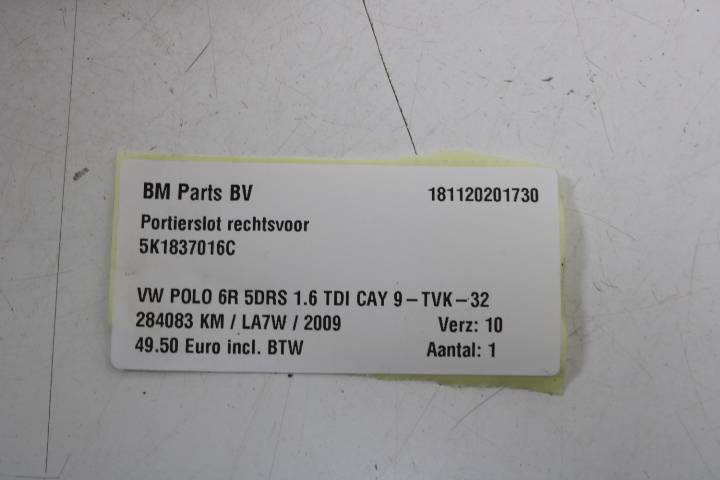 BM Parts BV 181120201730
Portierslot rechtsvoor
5K1837016C
VW POLO 6R 5DRS 1.6 TDI CAY 9-TVK-32
284083 KM / LA7W / 2009 Verz: 10
49.50 Euro incl. BTW Aantal: 1